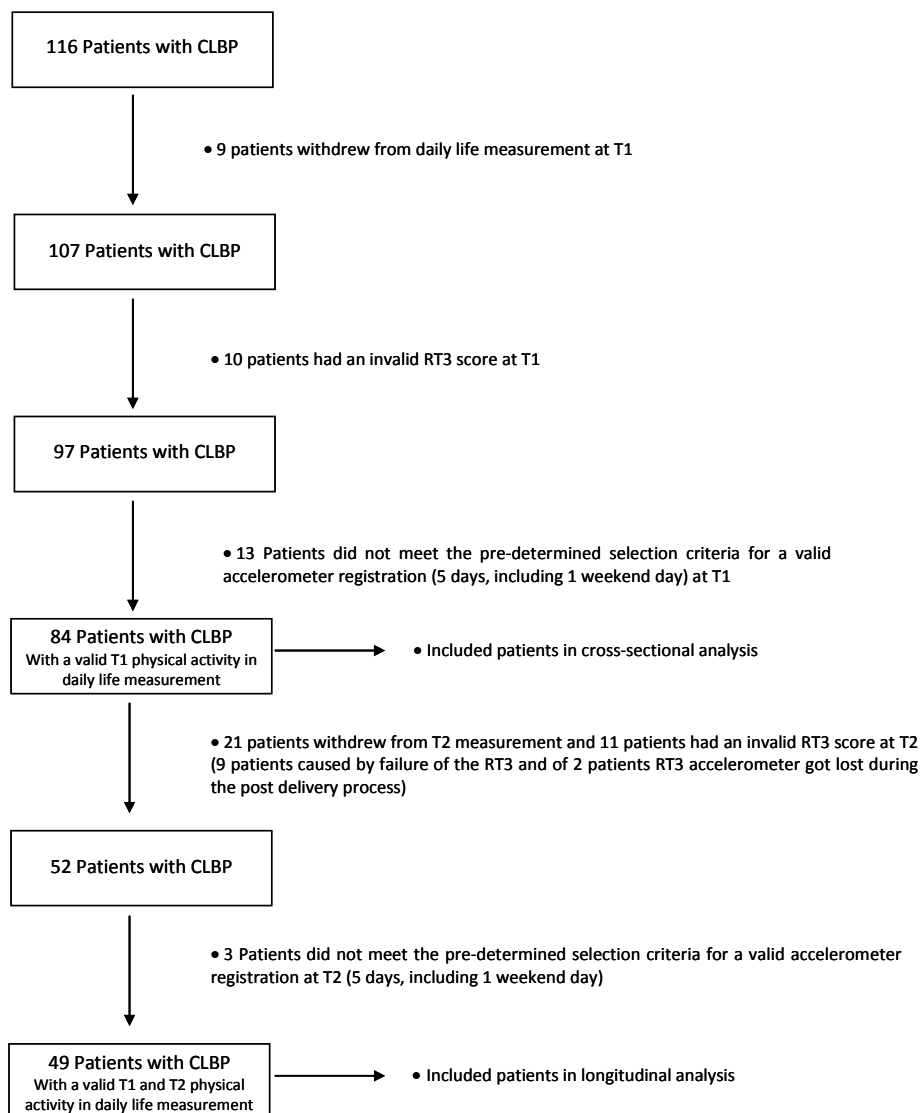 116 Patients with CLBP
• 9 patients withdrew from daily life measurement at T1
107 Patients with CLBP
• 10 patients had an invalid RT3 score at T1
97 Patients with CLBP
• 13 Patients did not meet the pre-determined selection criteria for a valid
accelerometer registration (5 days, including 1 weekend day) at T1
84 Patients with CLBP
With a valid T1 physical activity in
daily life measurement
• Included patients in cross-sectional analysis
• 21 patients withdrew from T2 measurement and 11 patients had an invalid RT3 score at T2
(9 patients caused by failure of the RT3 and of 2 patients RT3 accelerometer got lost during
the post delivery process)
52 Patients with CLBP
• 3 Patients did not meet the pre-determined selection criteria for a valid accelerometer
registration at T2 (5 days, including 1 weekend day)
49 Patients with CLBP
With a valid T1 and T2 physical
activity in daily life measurement
• Included patients in longitudinal analysis